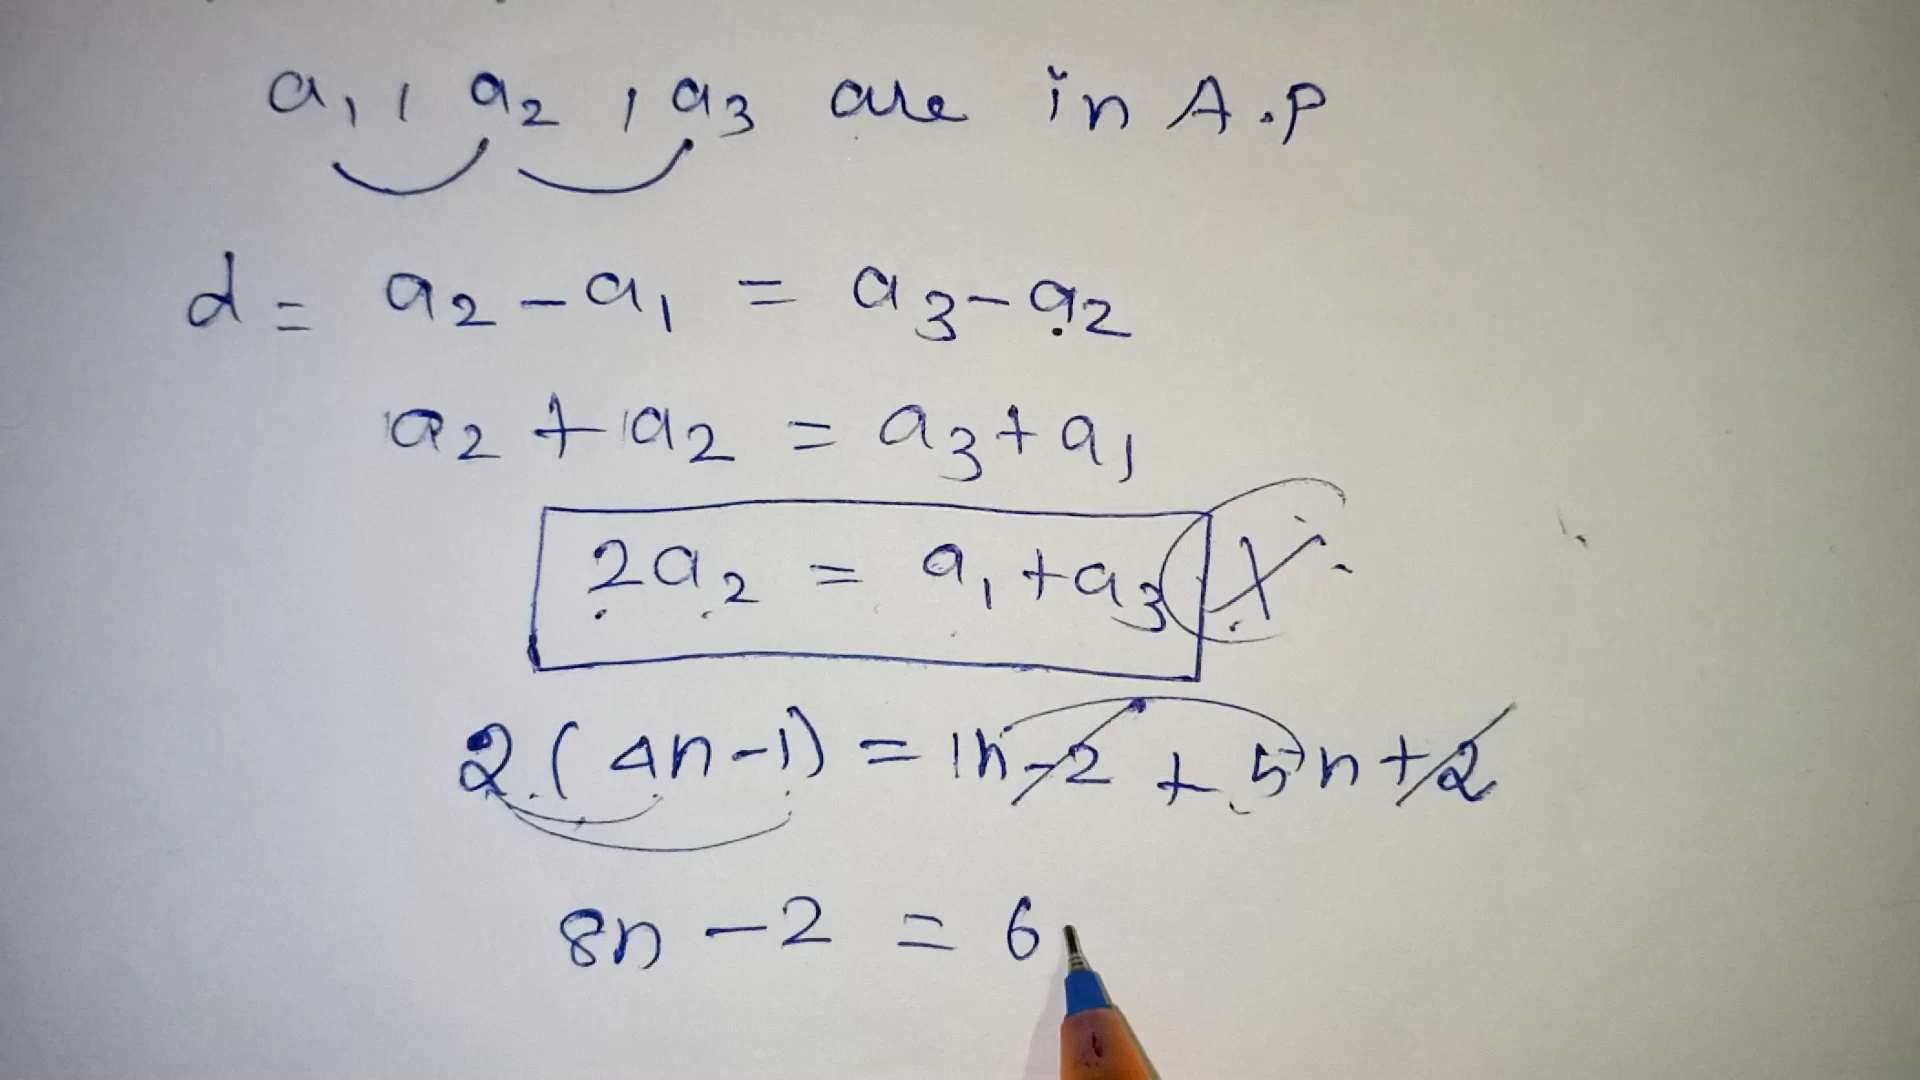 a₁, a₂, a₃ are in A.P
d = a₂ - a₁ = a₃ - a₂
a₂ + a₂ = a₃ + a₁
2a₂ = a₁ + a₃
2(4n-1) = 1n-2 + 5n+2
8n - 2 = 6